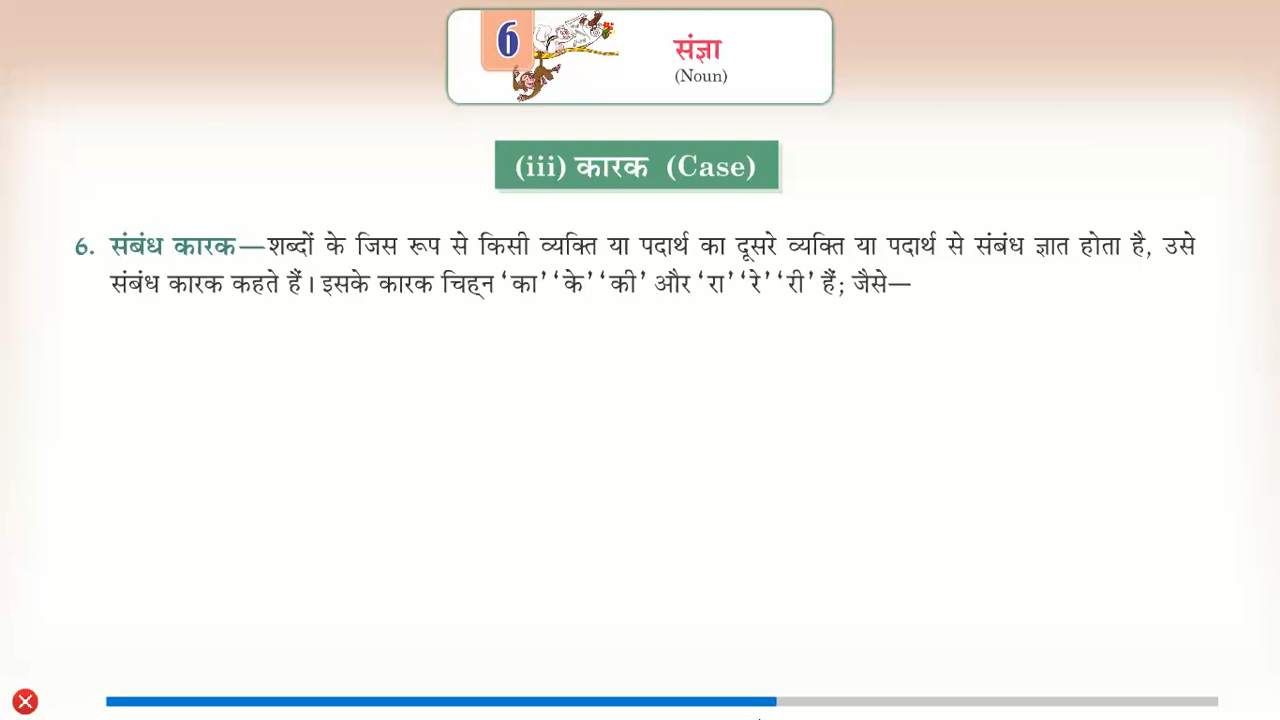 6
संज्ञा
(Noun)
(iii) कारक (Case)
6. संबंध कारक—शब्दों के जिस रूप से किसी व्यक्ति या पदार्थ का दूसरे व्यक्ति या पदार्थ से संबंध ज्ञात होता है, उसे
संबंध कारक कहते हैं। इसके कारक चिह्‌न ‘का’ ‘के’ ‘की’ और ‘रा’ ‘रे’ ‘री’ हैं; जैसे—